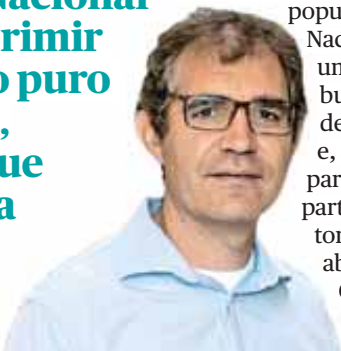 Nacional
rimir
o puro
,
ue
a
popu
Nac
un
bu
de
e,
par
part
tor
ab